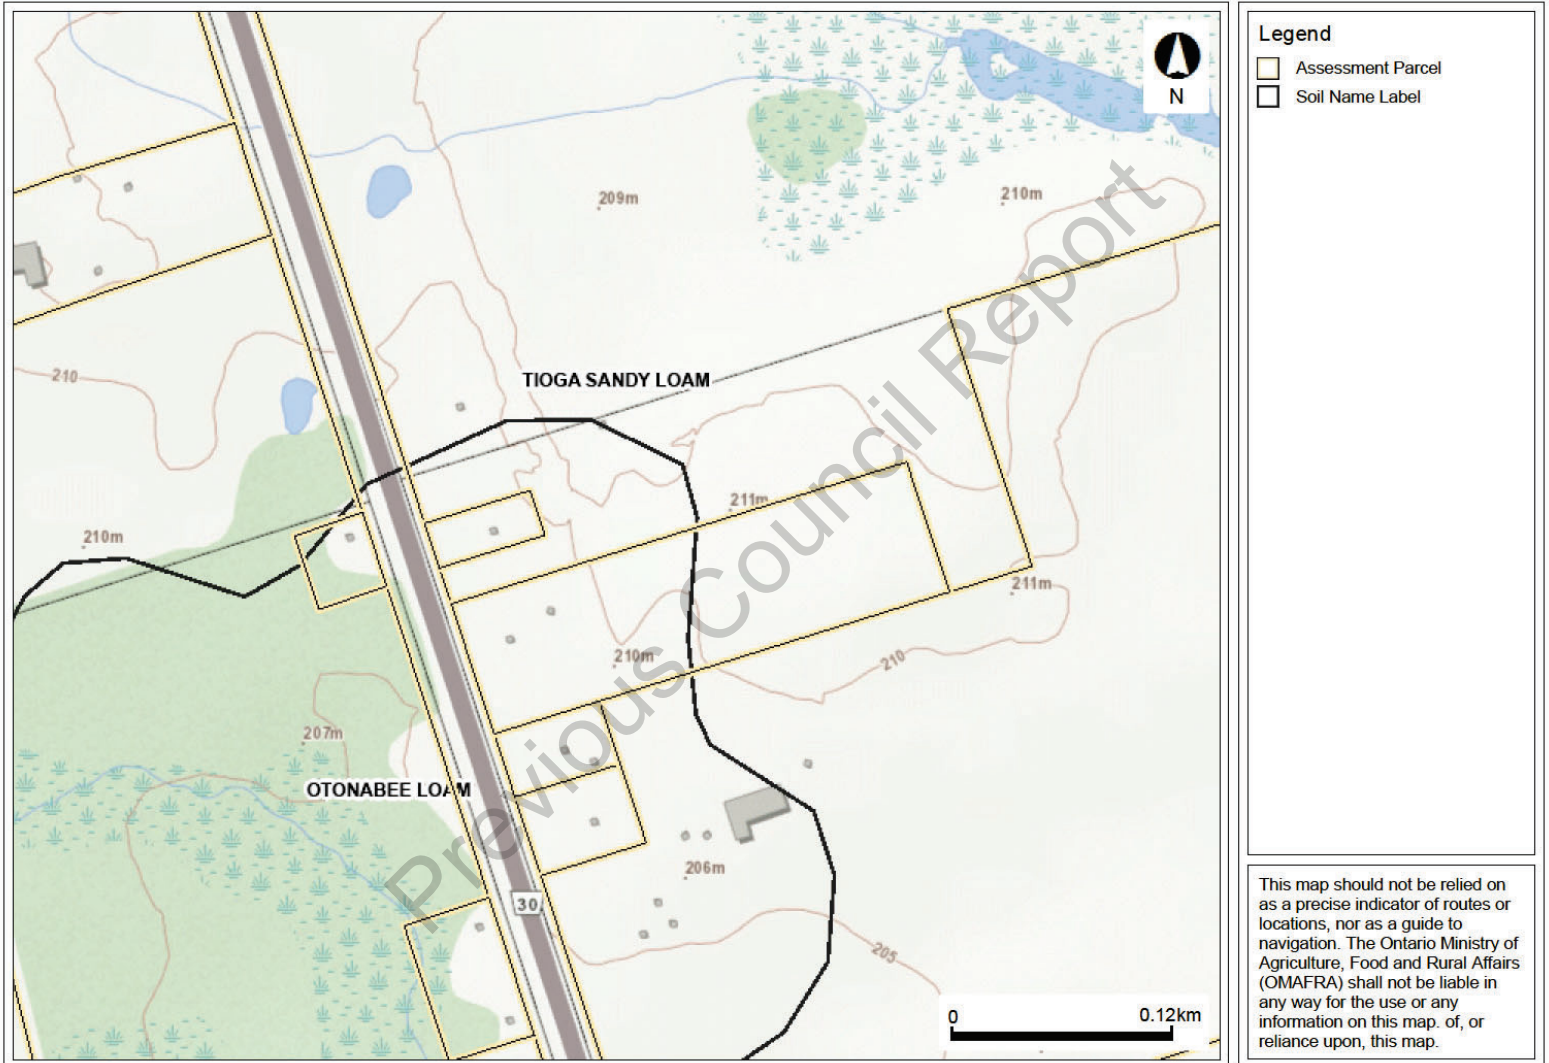 N
209m
210m
TIOGA SANDY LOAM
210
211m
210m
211m
210m
210
207m
OTONABEE LOAM
206m
30
205
0 0.12km
Previous Council Report
Legend
Assessment Parcel
Soil Name Label
This map should not be relied on
as a precise indicator of routes or
locations, nor as a guide to
navigation. The Ontario Ministry of
Agriculture, Food and Rural Affairs
(OMAFRA) shall not be liable in
any way for the use or any
information on this map. of, or
reliance upon, this map.